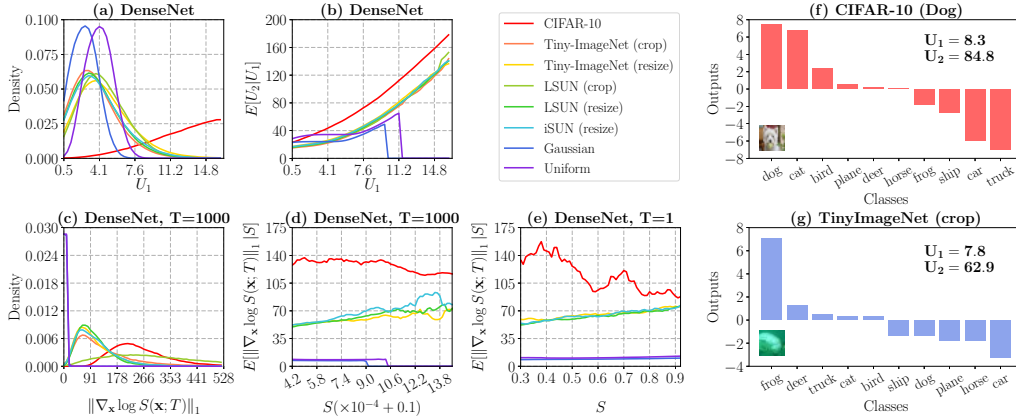 (a) DenseNet
Density
0.100
0.075
0.050
0.025
0.000
0.5 4.1 7.6 11.2 14.8
U₁
(b) DenseNet
E[U₂|U₁]
200
160
120
80
40
0
0.5 4.1 7.6 11.2 14.8
U₁
CIFAR-10
Tiny-ImageNet (crop)
Tiny-ImageNet (resize)
LSUN (crop)
LSUN (resize)
iSUN (resize)
Gaussian
Uniform
(f) CIFAR-10 (Dog)
U₁ = 8.3
U₂ = 84.8
Outputs
8
6
4
2
0
−2
−4
−6
−8
dog cat bird plane deer horse frog ship car truck
Classes
(c) DenseNet, T=1000
Density
0.030
0.024
0.018
0.012
0.006
0.000
0 91 178 266 353 441 528
‖∇ₓ log S(x; T)‖₁
(d) DenseNet, T=1000
E[‖∇ₓ log S(x; T)‖₁ |S]
175
140
105
70
35
0
4.2 5.8 7.4 9.0 10.6 12.2 13.8
S(×10⁻⁴ + 0.1)
(e) DenseNet, T=1
E[‖∇ₓ log S(x; T)‖₁ |S]
175
140
105
70
35
0
0.3 0.4 0.5 0.6 0.7 0.8 0.9
S
(g) TinyImageNet (crop)
U₁ = 7.8
U₂ = 62.9
Outputs
8
6
4
2
0
−2
−4
frog deer truck cat bird ship dog plane horse car
Classes